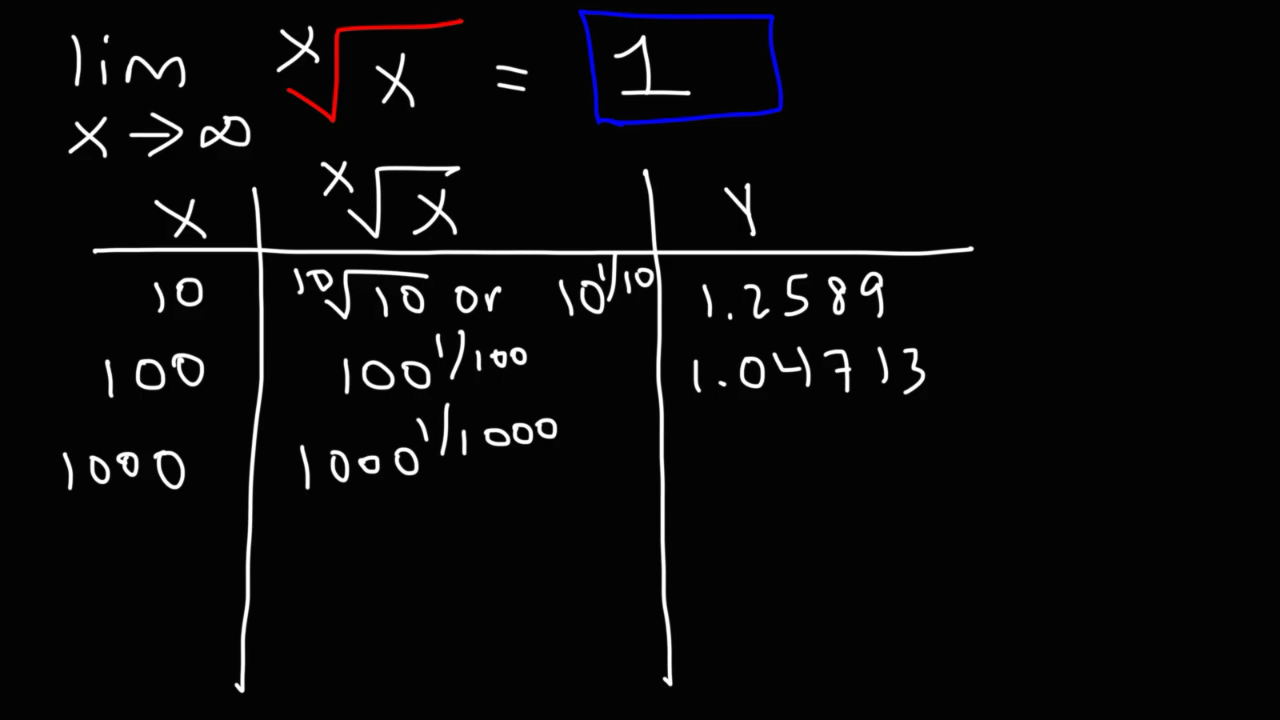 lim x→∞ ˣ√x = 1
x ˣ√x y
10 ¹⁰√10 or 10^1/10 1.2589
100 100^1/100 1.04713
1000 1000^1/1000